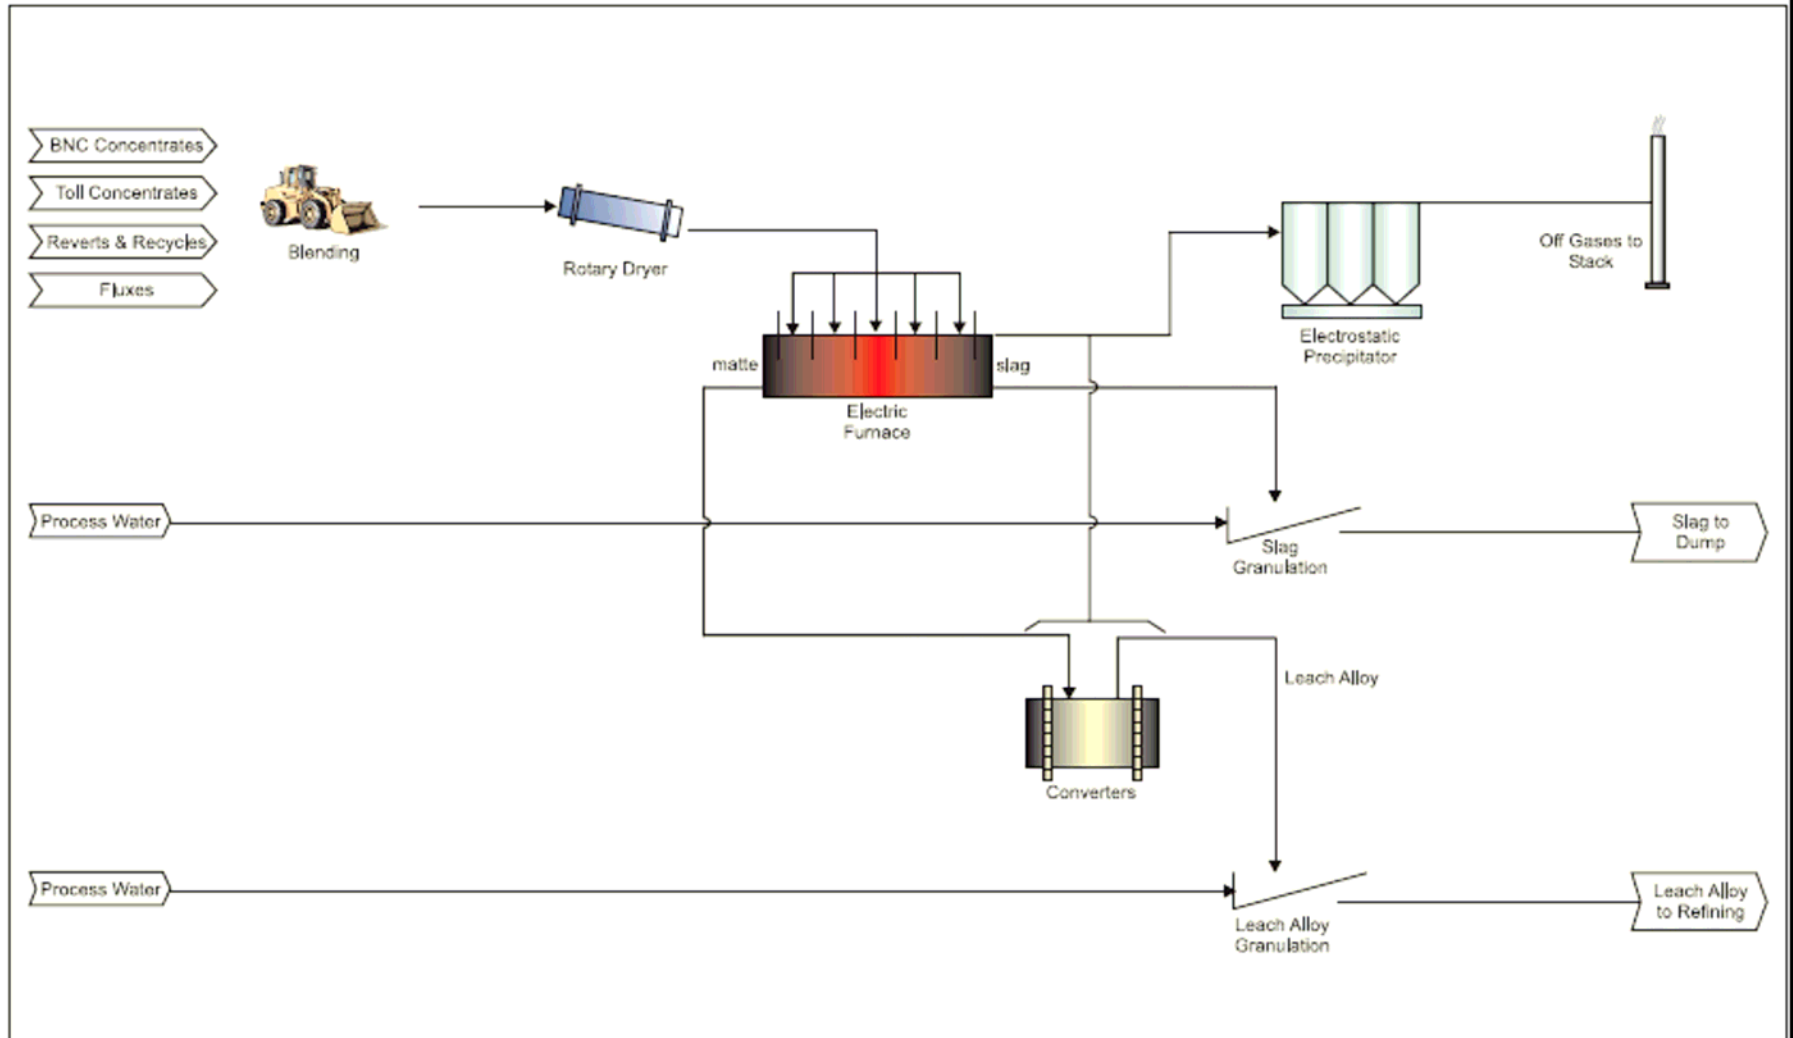 BNC Concentrates
Toll Concentrates
Reverts & Recycles
Fluxes
Blending
Rotary Dryer
matte
slag
Electric
Furnace
Electrostatic
Precipitator
Off Gases to
Stack
Process Water
Slag
Granulation
Slag to
Dump
Leach Alloy
Converters
Process Water
Leach Alloy
Granulation
Leach Alloy
to Refining